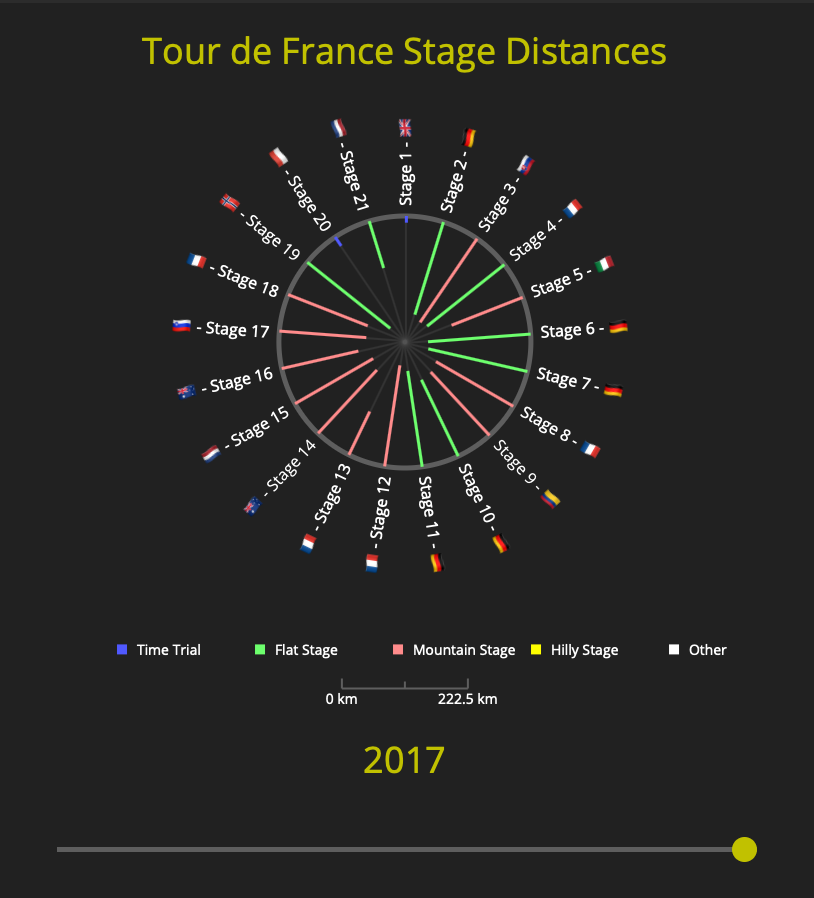 Tour de France Stage Distances
Stage 1 -
Stage 2 -
Stage 3 -
Stage 4 -
Stage 5 -
Stage 6 -
Stage 7 -
Stage 8 -
Stage 9 -
Stage 10 -
Stage 11 -
- Stage 12
- Stage 13
- Stage 14
- Stage 15
- Stage 16
- Stage 17
- Stage 18
- Stage 19
- Stage 20
- Stage 21
Time Trial
Flat Stage
Mountain Stage
Hilly Stage
Other
0 km
222.5 km
2017